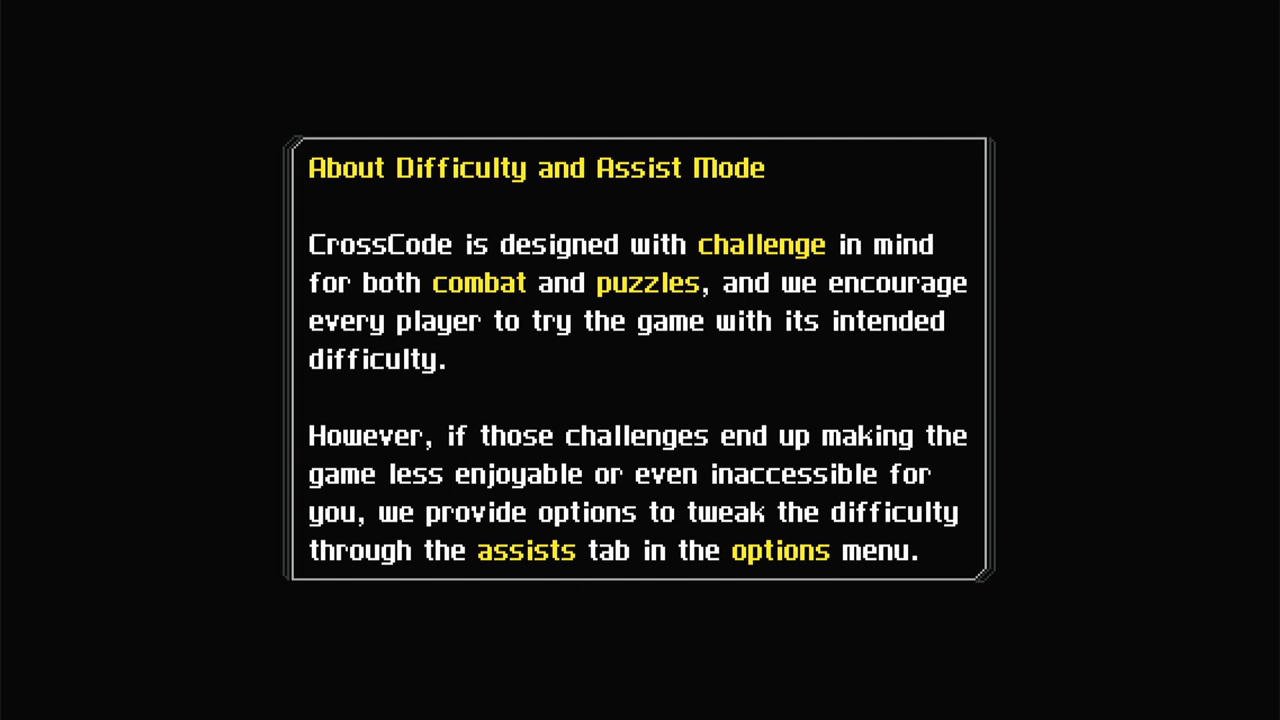 About Difficulty and Assist Mode
CrossCode is designed with challenge in mind
for both combat and puzzles, and we encourage
every player to try the game with its intended
difficulty.
However, if those challenges end up making the
game less enjoyable or even inaccessible for
you, we provide options to tweak the difficulty
through the assists tab in the options menu.